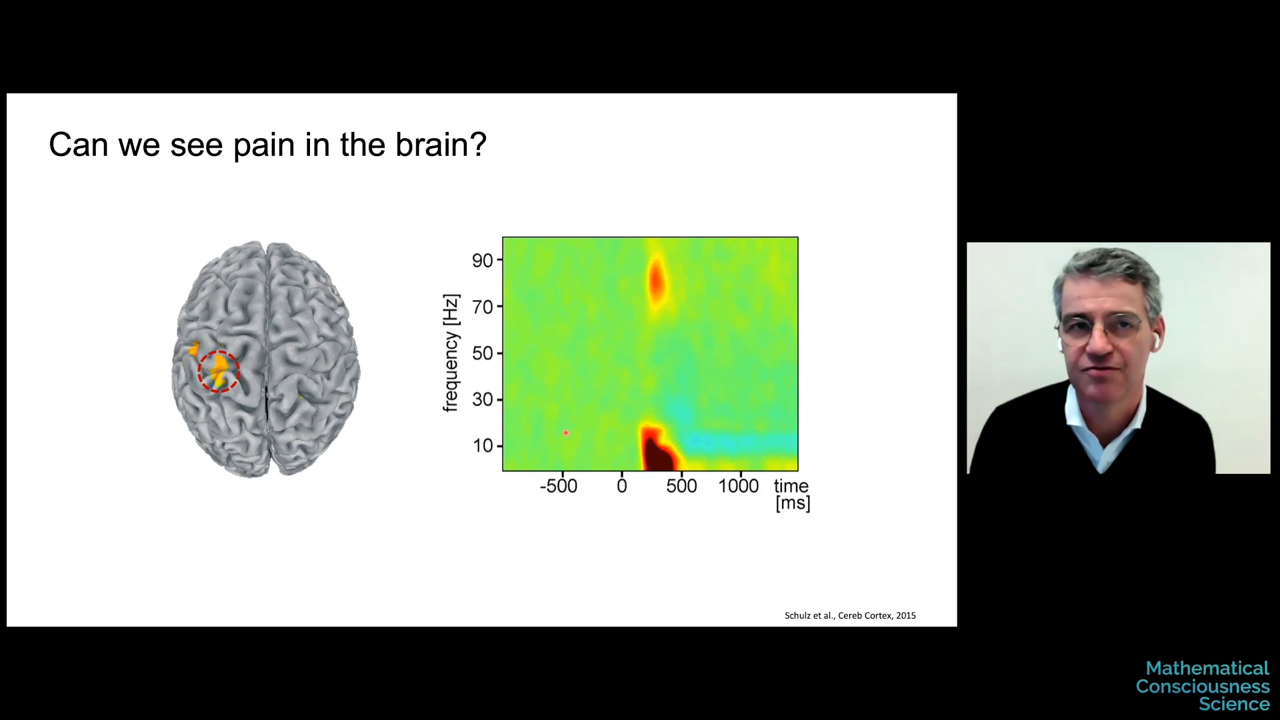 Can we see pain in the brain?
frequency [Hz]
90
70
50
30
10
-500 0 500 1000 time
[ms]
Schulz et al., Cereb Cortex, 2015
Mathematical
Consciousness
Science